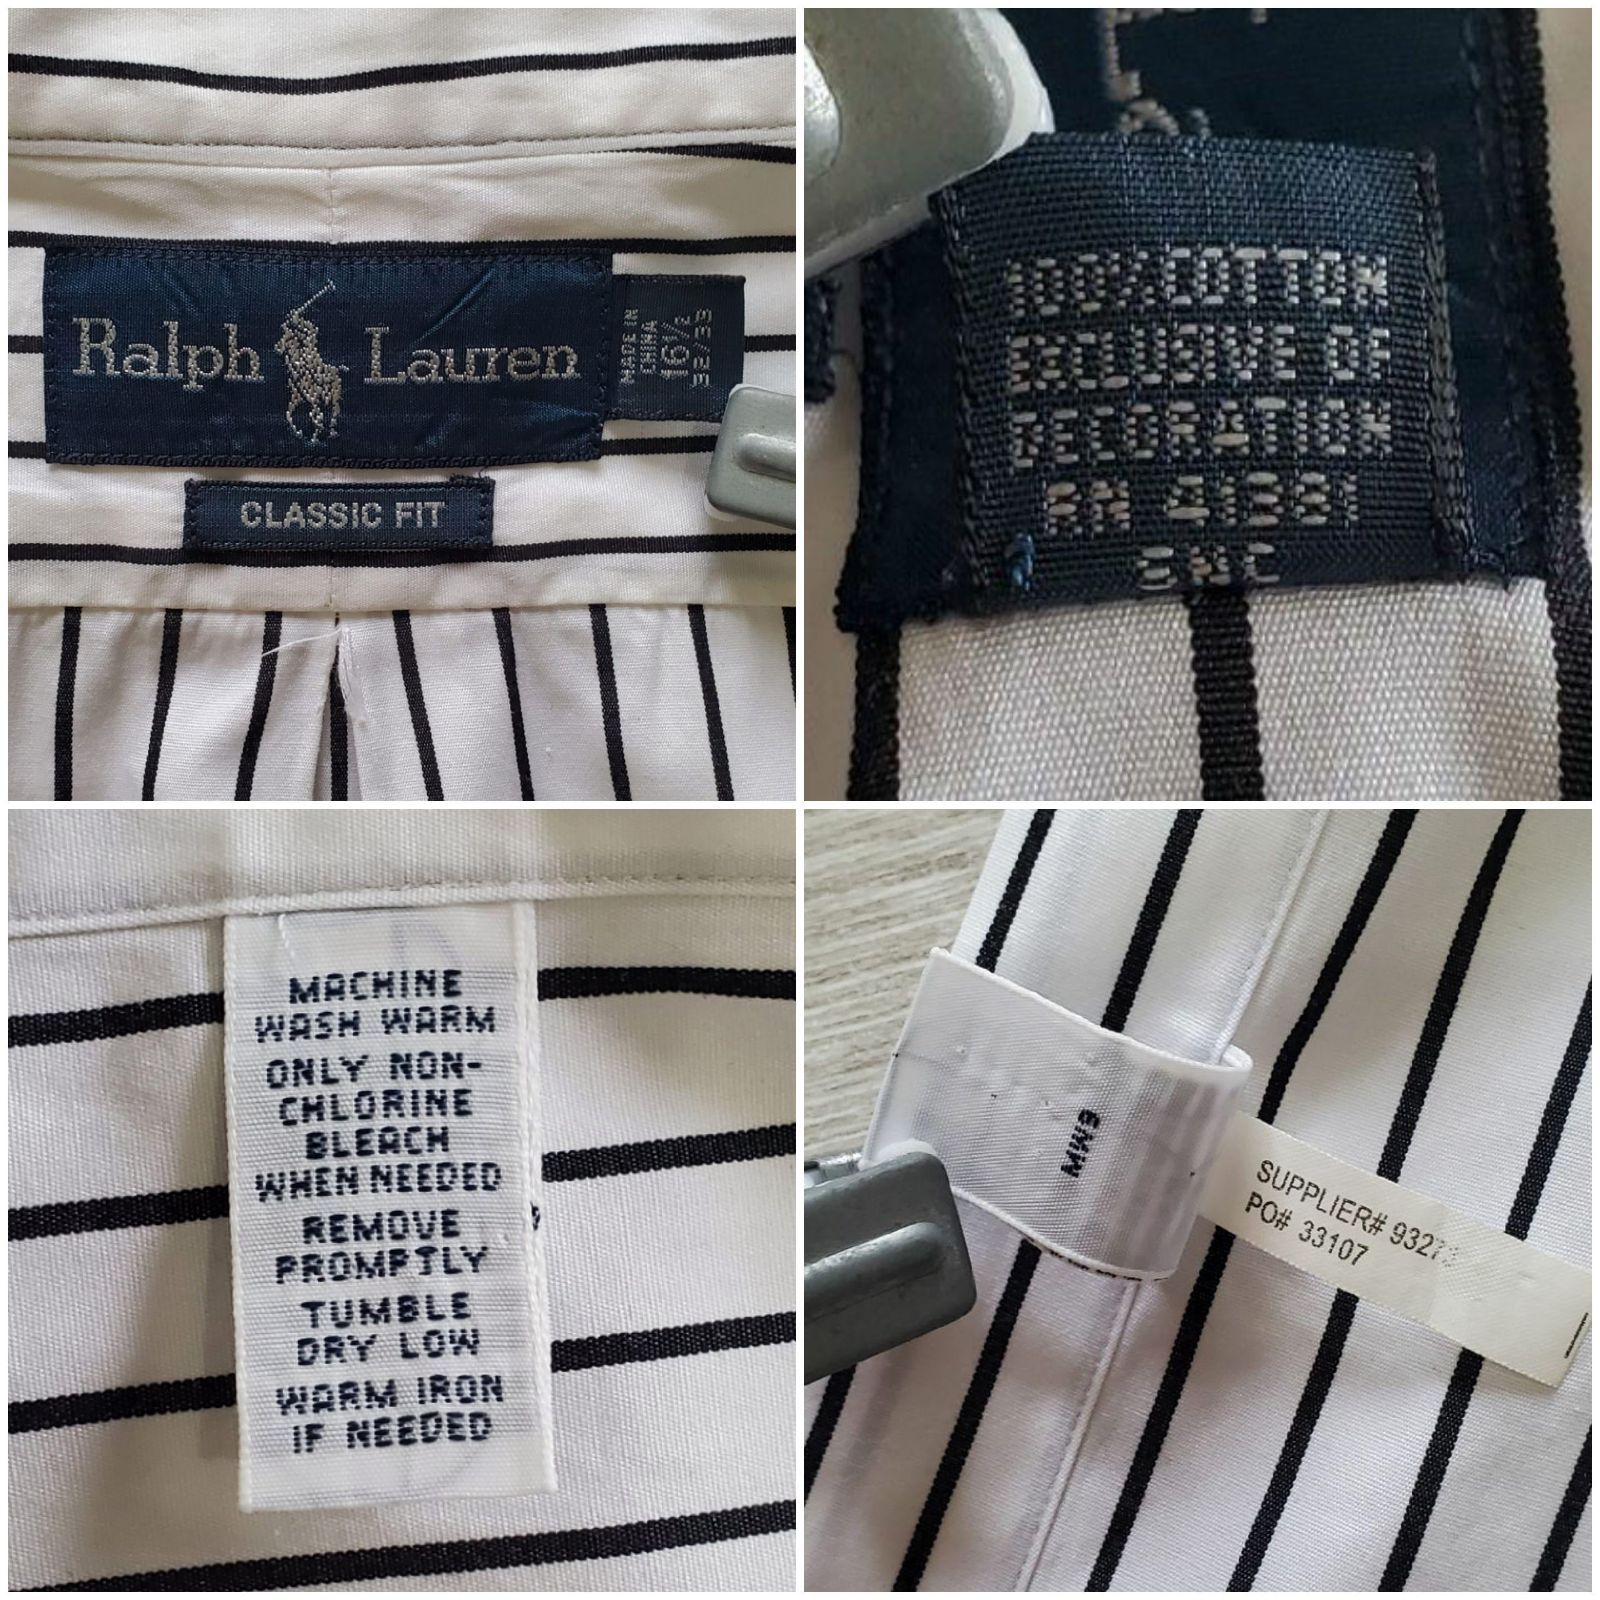 Ralph Lauren
MADE IN
CHINA
16½
32/33
CLASSIC FIT
100% COTTON
EXCLUSIVE OF
DECORATION
RN 41381
MACHINE
WASH WARM
ONLY NON-
CHLORINE
BLEACH
WHEN NEEDED
REMOVE
PROMPTLY
TUMBLE
DRY LOW
WARM IRON
IF NEEDED
MW9
SUPPLIER# 93273
PO# 33107